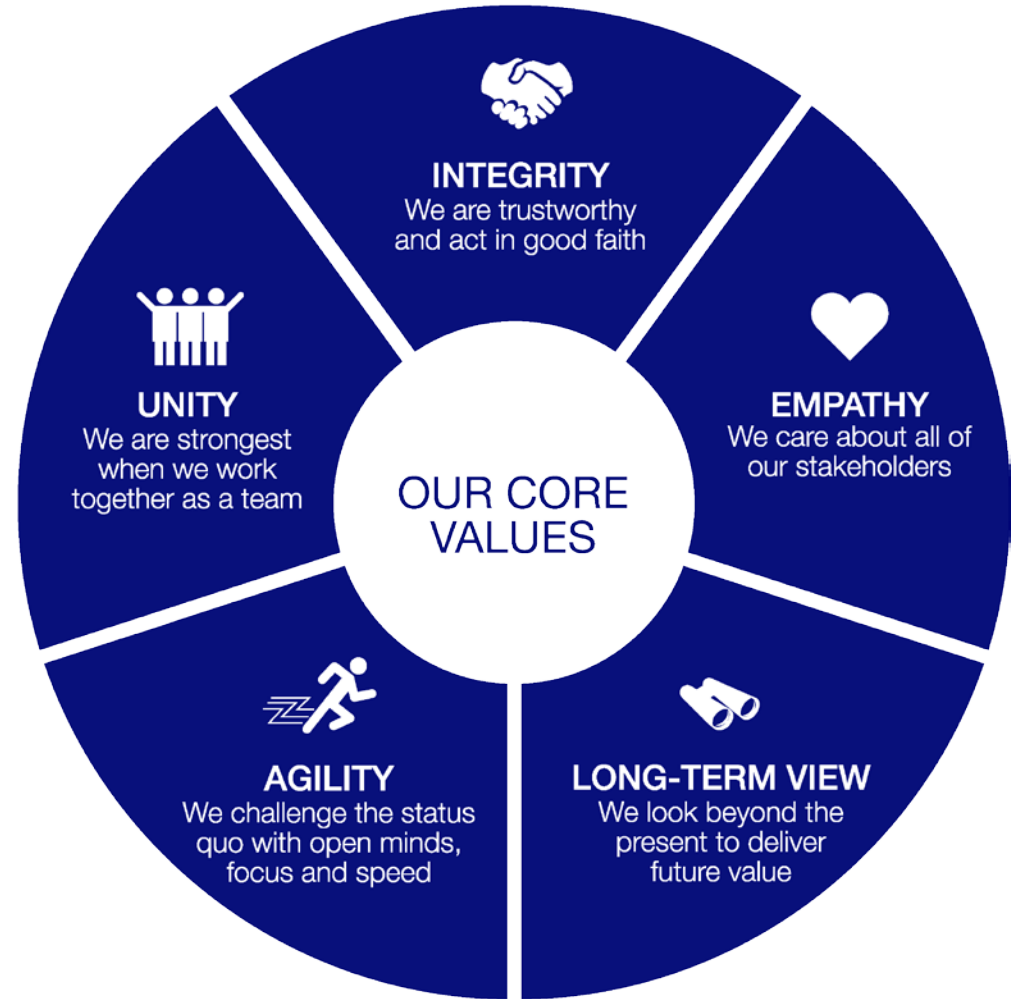 INTEGRITY
We are trustworthy
and act in good faith
EMPATHY
We care about all of
our stakeholders
LONG-TERM VIEW
We look beyond the
present to deliver
future value
AGILITY
We challenge the status
quo with open minds,
focus and speed
UNITY
We are strongest
when we work
together as a team
OUR CORE
VALUES